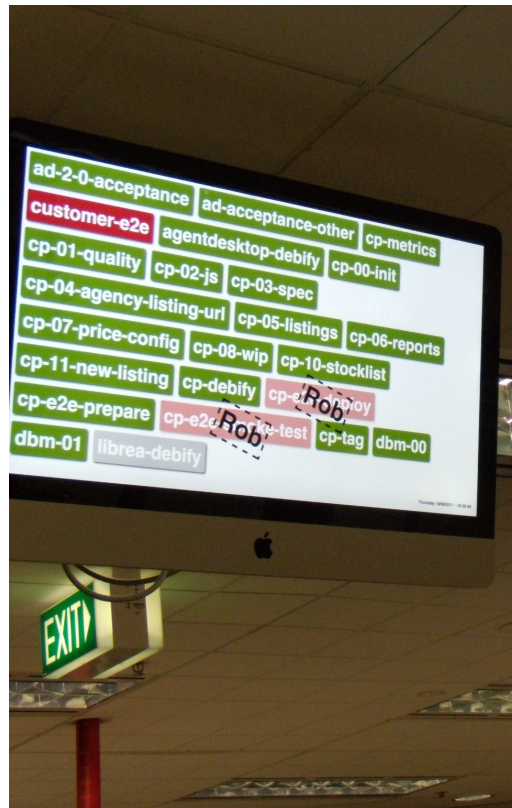 ad-2-0-acceptance ad-acceptance-other cp-metrics
customer-e2e agentdesktop-debify cp-00-init
cp-01-quality cp-02-js cp-03-spec
cp-04-agency-listing-url cp-05-listings cp-06-reports
cp-07-price-config cp-08-wip cp-10-stocklist
cp-11-new-listing cp-debify Rob
cp-e2e-prepare Rob cp-tag dbm-00
dbm-01 librea-debify
EXIT